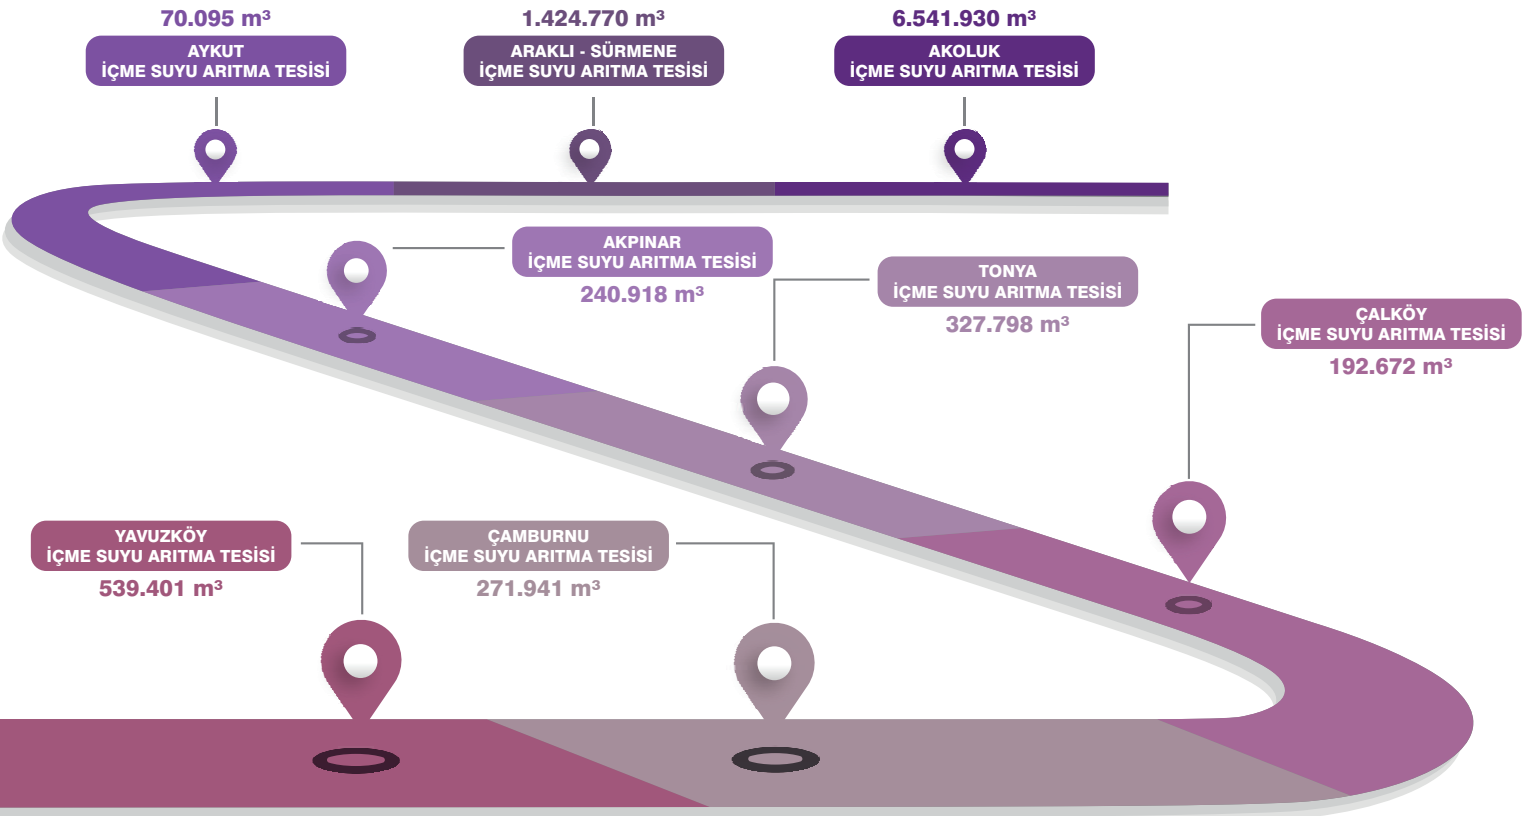 70.095 m³
AYKUT
İÇME SUYU ARITMA TESİSİ
1.424.770 m³
ARAKLI - SÜRMENE
İÇME SUYU ARITMA TESİSİ
6.541.930 m³
AKOLUK
İÇME SUYU ARITMA TESİSİ
AKPINAR
İÇME SUYU ARITMA TESİSİ
240.918 m³
TONYA
İÇME SUYU ARITMA TESİSİ
327.798 m³
ÇALKÖY
İÇME SUYU ARITMA TESİSİ
192.672 m³
YAVUZKÖY
İÇME SUYU ARITMA TESİSİ
539.401 m³
ÇAMBURNU
İÇME SUYU ARITMA TESİSİ
271.941 m³